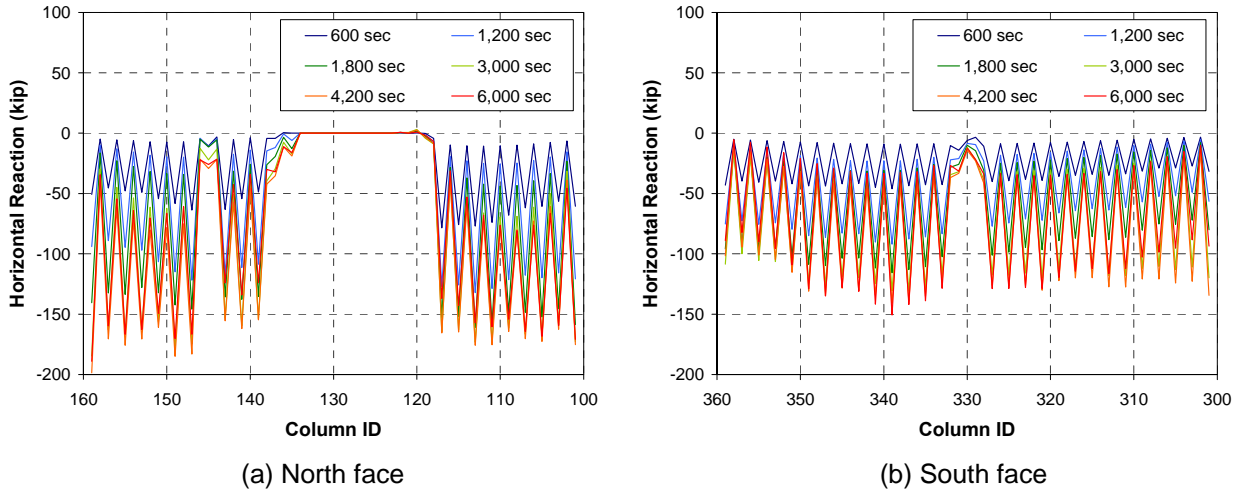 100
50
0
-50
-100
-150
-200
Horizontal Reaction (kip)
600 sec 1,200 sec
1,800 sec 3,000 sec
4,200 sec 6,000 sec
160 150 140 130 120 110 100
Column ID
(a) North face
100
50
0
-50
-100
-150
-200
Horizontal Reaction (kip)
600 sec 1,200 sec
1,800 sec 3,000 sec
4,200 sec 6,000 sec
360 350 340 330 320 310 300
Column ID
(b) South face